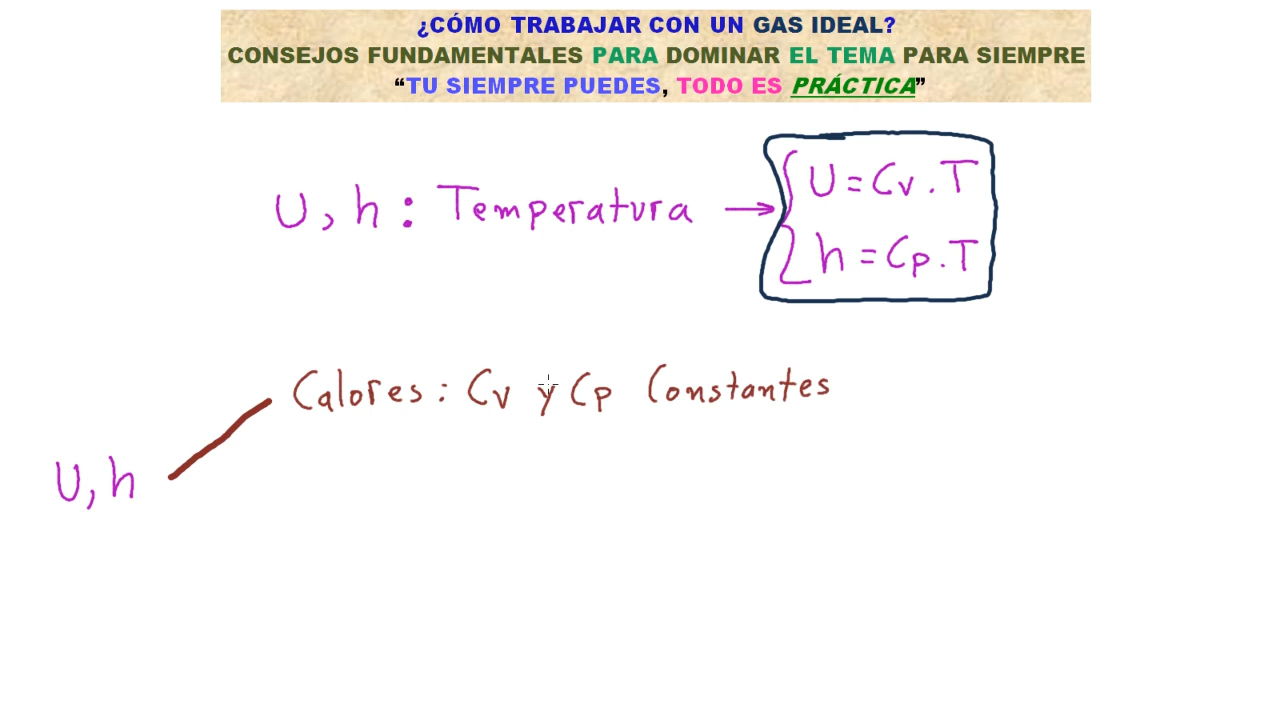 ¿CÓMO TRABAJAR CON UN GAS IDEAL?
CONSEJOS FUNDAMENTALES PARA DOMINAR EL TEMA PARA SIEMPRE
“TU SIEMPRE PUEDES, TODO ES PRÁCTICA”
U, h : Temperatura → { U = Cv . T
h = Cp . T
Calores : Cv y Cp Constantes
U, h